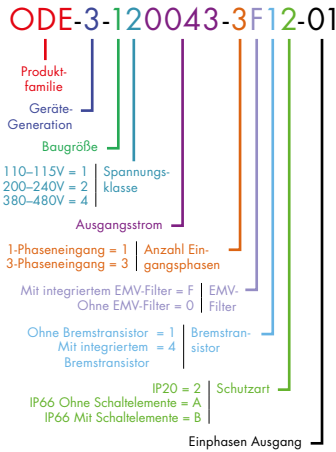 ODE-3-120043-3F12-01
Produkt-
familie
Geräte-
Generation
Baugröße
110–115V = 1
200–240V = 2
380–480V = 4
Spannungs-
klasse
Ausgangsstrom
1-Phaseneingang = 1
3-Phaseneingang = 3
Anzahl Ein-
gangsphasen
Mit integriertem EMV-Filter = F
Ohne EMV-Filter = 0
EMV-
Filter
Ohne Bremstransistor = 1
Mit integriertem = 4
Bremstransistor
Bremstran-
sistor
IP20 = 2
IP66 Ohne Schaltelemente = A
IP66 Mit Schaltelemente = B
Schutzart
Einphasen Ausgang